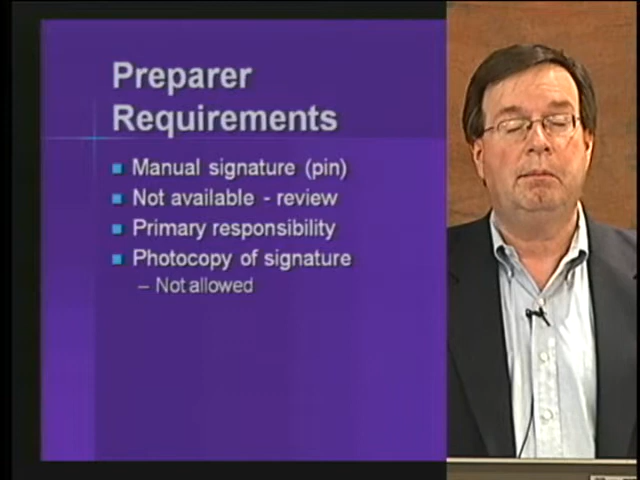 Preparer
Requirements
Manual signature (pin)
Not available - review
Primary responsibility
Photocopy of signature
– Not allowed